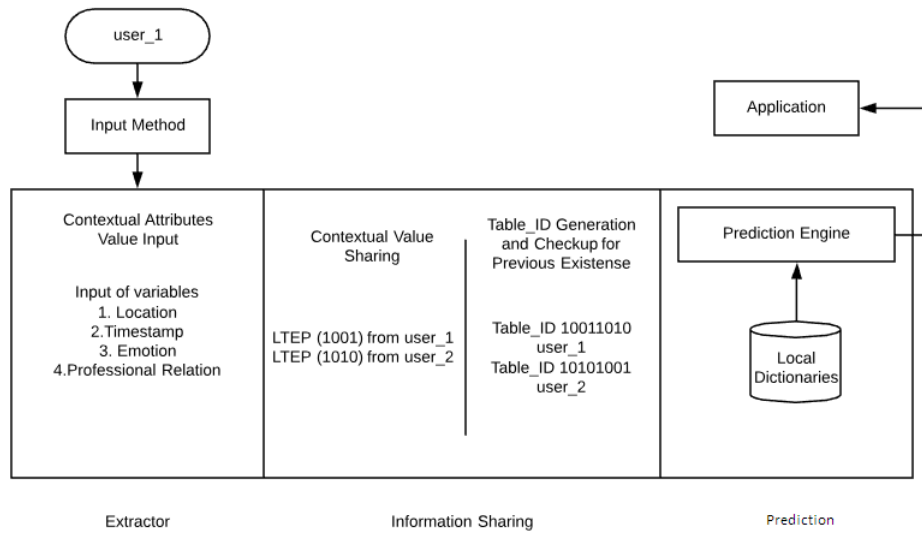 user_1
Input Method
Application
Contextual Attributes
Value Input
Input of variables
1. Location
2.Timestamp
3. Emotion
4.Professional Relation
Contextual Value
Sharing
LTEP (1001) from user_1
LTEP (1010) from user_2
Table_ID Generation
and Checkup for
Previous Existense
Table_ID 10011010
user_1
Table_ID 10101001
user_2
Prediction Engine
Local
Dictionaries
Extractor
Information Sharing
Prediction